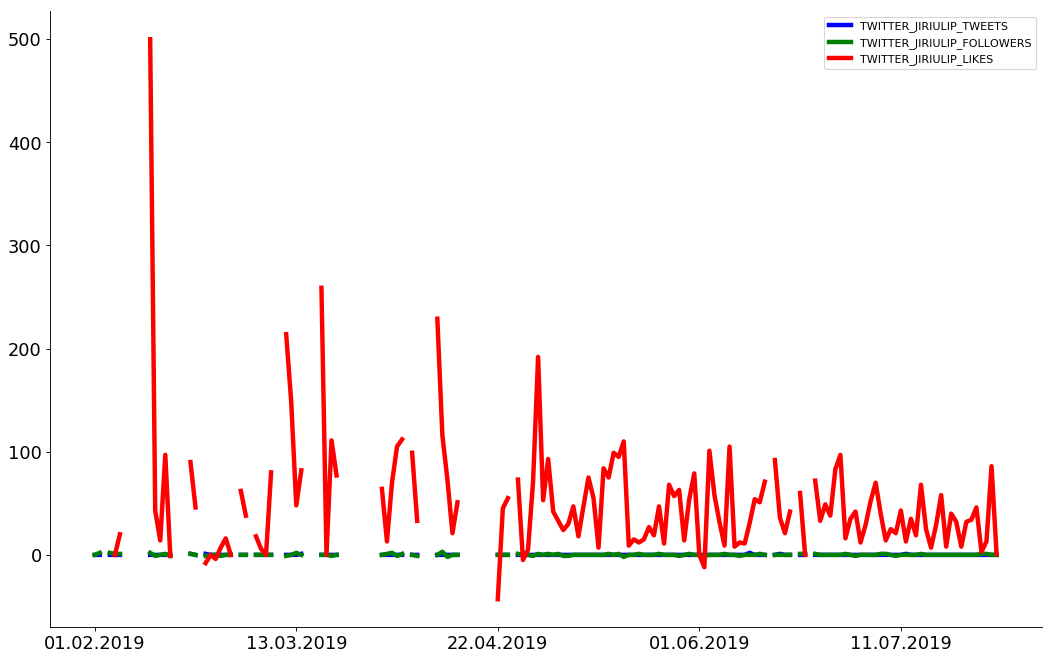 TWITTER_JIRIULIP_TWEETS
TWITTER_JIRIULIP_FOLLOWERS
TWITTER_JIRIULIP_LIKES
500
400
300
200
100
0
01.02.2019 13.03.2019 22.04.2019 01.06.2019 11.07.2019